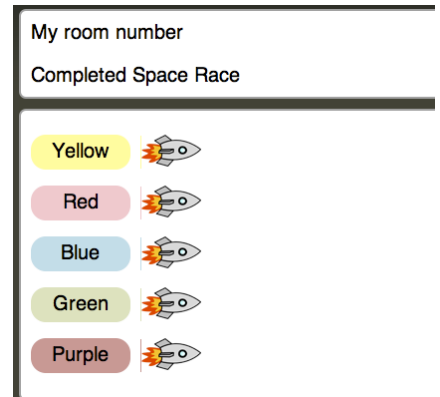 My room number
Completed Space Race
Yellow
Red
Blue
Green
Purple